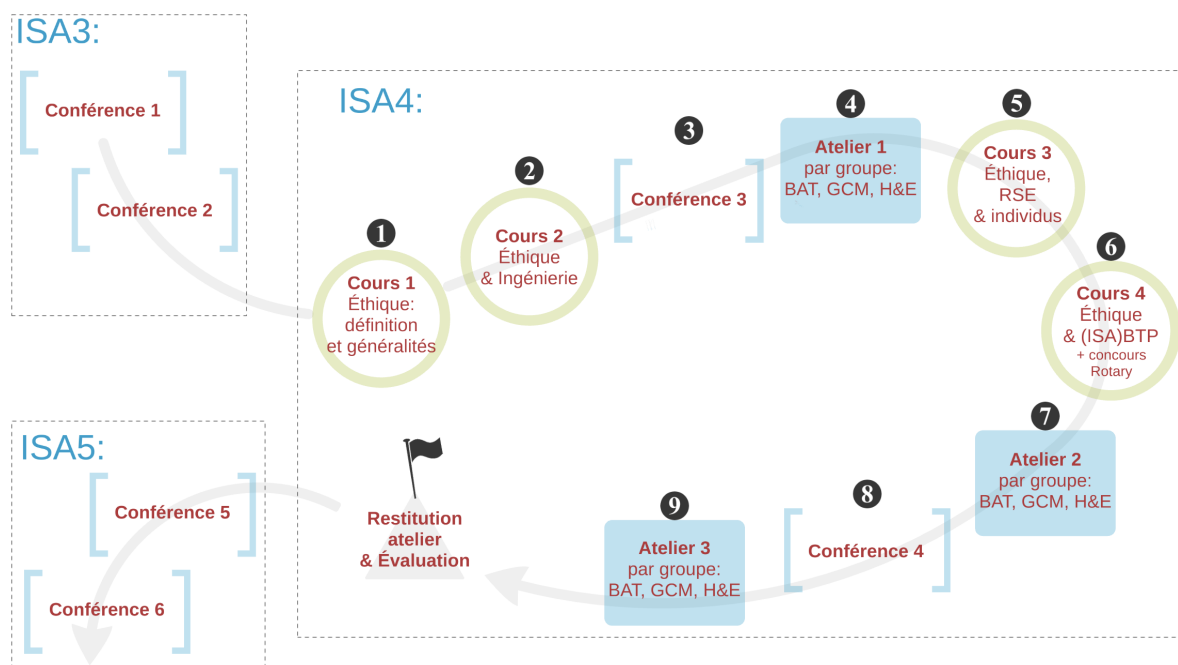 ISA3:
Conférence 1
Conférence 2
ISA4:
1
Cours 1
Éthique:
définition
et généralités
2
Cours 2
Éthique
& Ingénierie
3
Conférence 3
4
Atelier 1
par groupe:
BAT, GCM, H&E
5
Cours 3
Éthique,
RSE
& individus
6
Cours 4
Éthique
& (ISA)BTP
+ concours
Rotary
7
Atelier 2
par groupe:
BAT, GCM, H&E
8
Conférence 4
9
Atelier 3
par groupe:
BAT, GCM, H&E
Restitution
atelier
& Évaluation
ISA5:
Conférence 5
Conférence 6